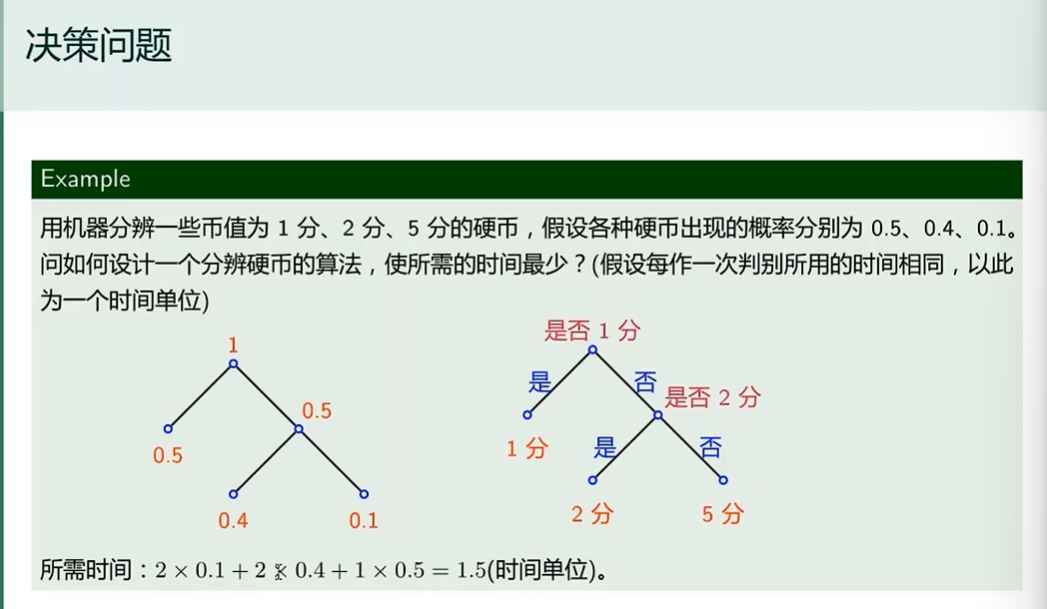 决策问题
Example
用机器分辨一些币值为 1 分、2 分、5 分的硬币，假设各种硬币出现的概率分别为 0.5、0.4、0.1。
问如何设计一个分辨硬币的算法，使所需的时间最少？(假设每作一次判别所用的时间相同，以此
为一个时间单位)
1
0.5
0.5
0.4
0.1
是否 1 分
是
否
是否 2 分
1 分
是
否
2 分
5 分
所需时间：2 × 0.1 + 2 × 0.4 + 1 × 0.5 = 1.5(时间单位)。